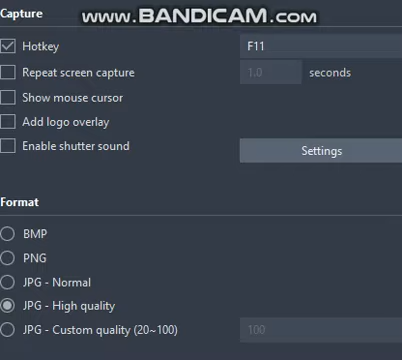 Capture
www.BANDICAM.com
Hotkey F11
Repeat screen capture 1.0 seconds
Show mouse cursor
Add logo overlay
Enable shutter sound Settings
Format
BMP
PNG
JPG - Normal
JPG - High quality
JPG - Custom quality (20~100) 100